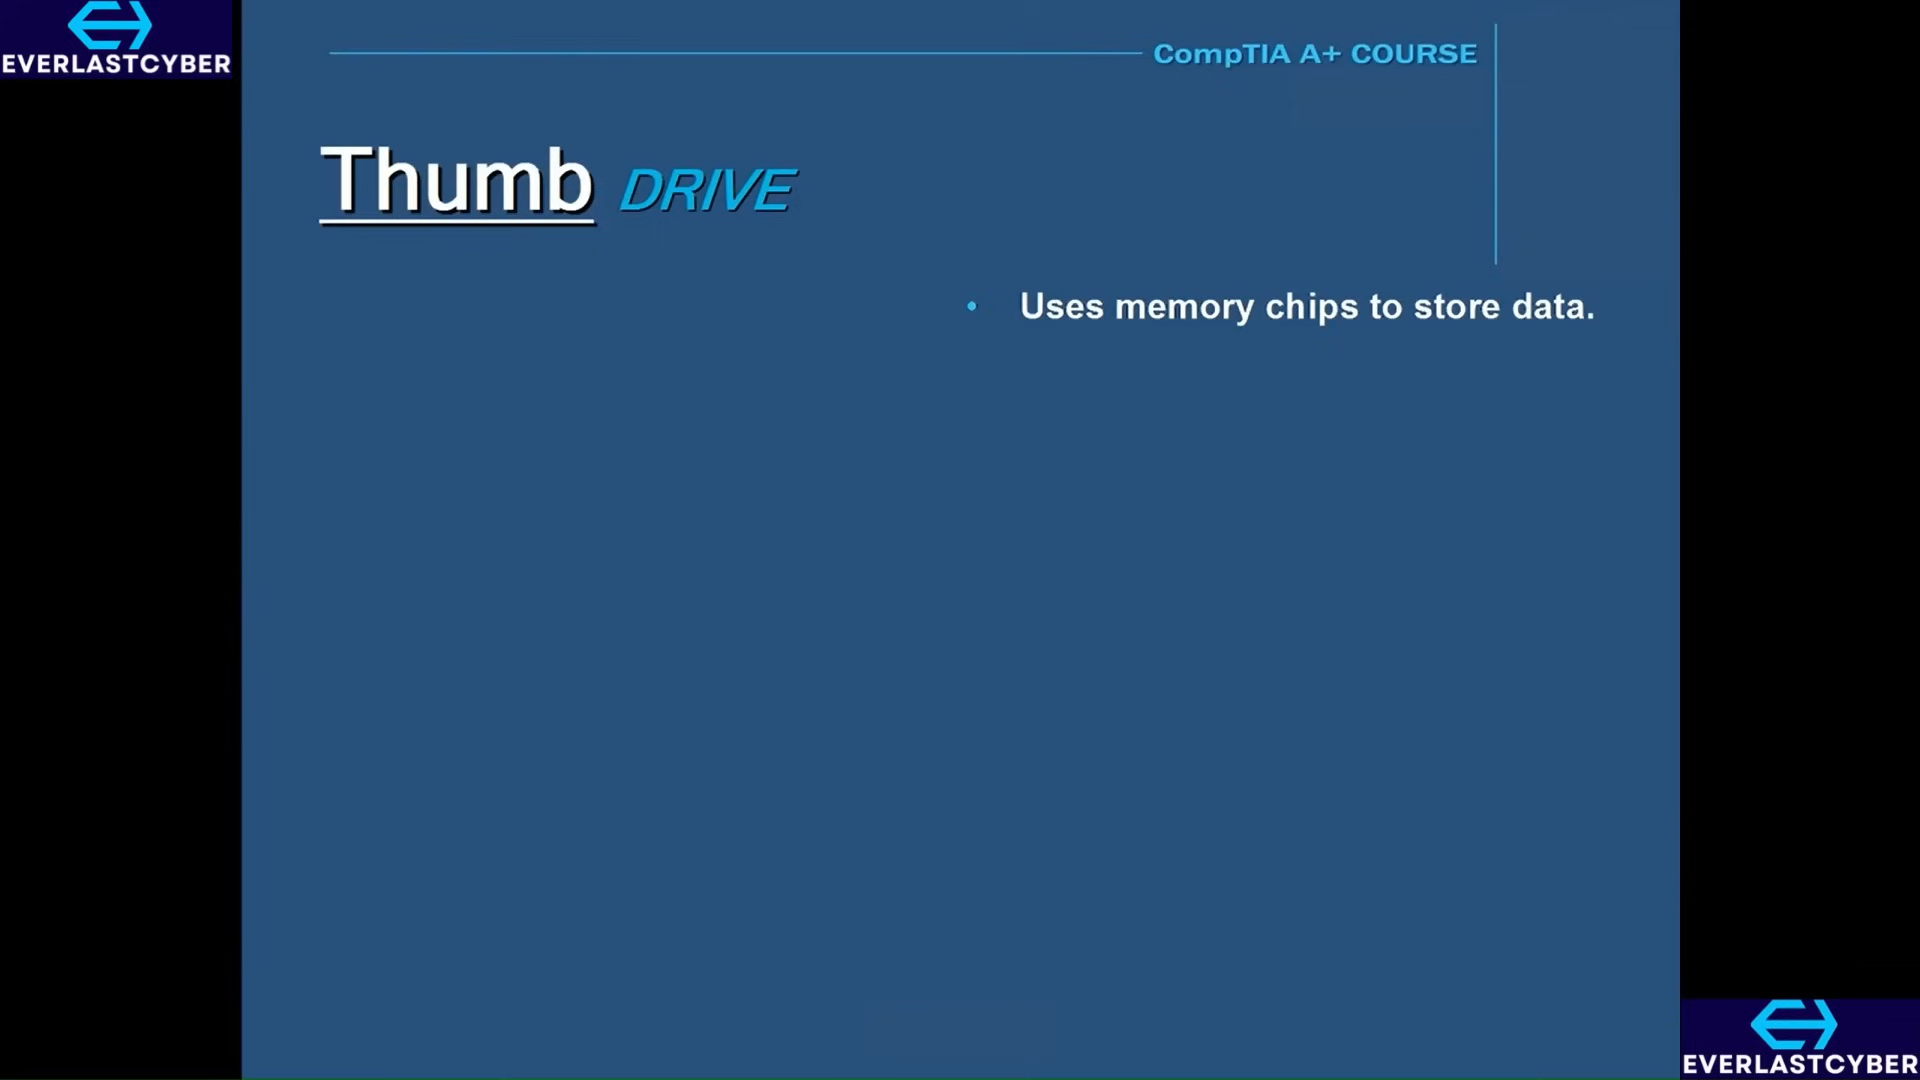 EVERLASTCYBER
CompTIA A+ COURSE
Thumb DRIVE
• Uses memory chips to store data.
EVERLASTCYBER